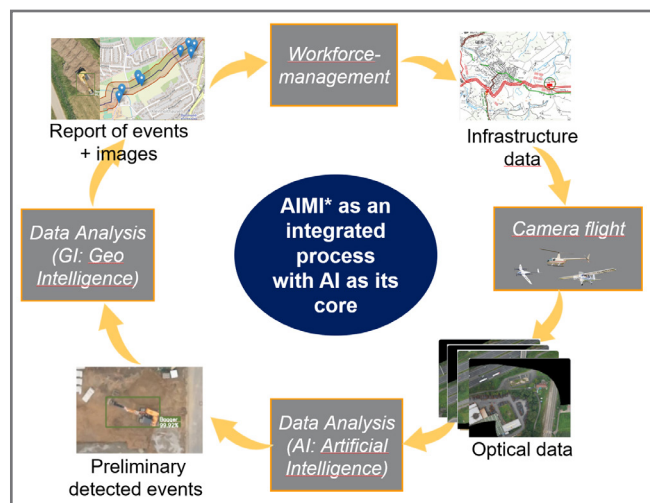 Workforce-
management
Report of events
+ images
Infrastructure
data
Data Analysis
(GI: Geo
Intelligence)
AIMI* as an
integrated
process
with AI as its
core
Camera flight
Data Analysis
(AI: Artificial
Intelligence)
Optical data
Preliminary
detected events
99.92%